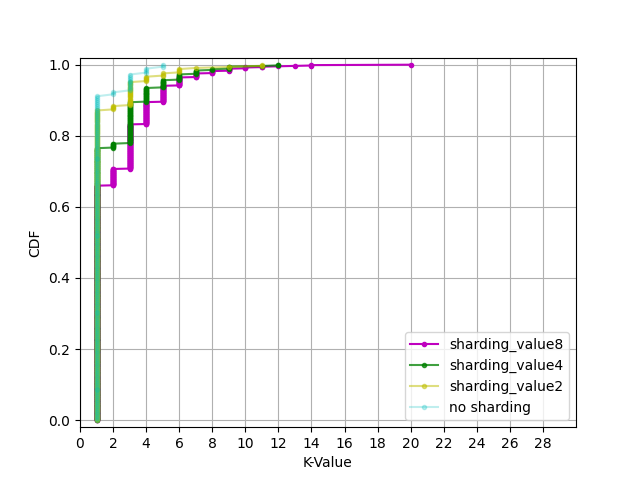 1.0
0.8
0.6
0.4
0.2
0.0
CDF
sharding_value8
sharding_value4
sharding_value2
no sharding
0 2 4 6 8 10 12 14 16 18 20 22 24 26 28
K-Value